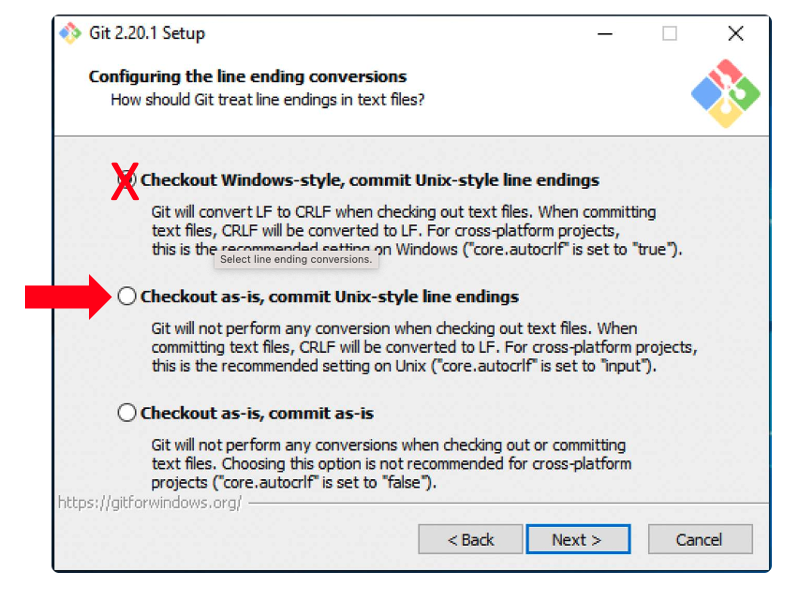 Git 2.20.1 Setup
Configuring the line ending conversions
How should Git treat line endings in text files?
X
Checkout Windows-style, commit Unix-style line endings
Git will convert LF to CRLF when checking out text files. When committing
text files, CRLF will be converted to LF. For cross-platform projects,
this is the recommended setting on Windows ("core.autocrlf" is set to "true").
Select line ending conversions.
Checkout as-is, commit Unix-style line endings
Git will not perform any conversion when checking out text files. When
committing text files, CRLF will be converted to LF. For cross-platform projects,
this is the recommended setting on Unix ("core.autocrlf" is set to "input").
Checkout as-is, commit as-is
Git will not perform any conversions when checking out or committing
text files. Choosing this option is not recommended for cross-platform
projects ("core.autocrlf" is set to "false").
https://gitforwindows.org/
< Back
Next >
Cancel